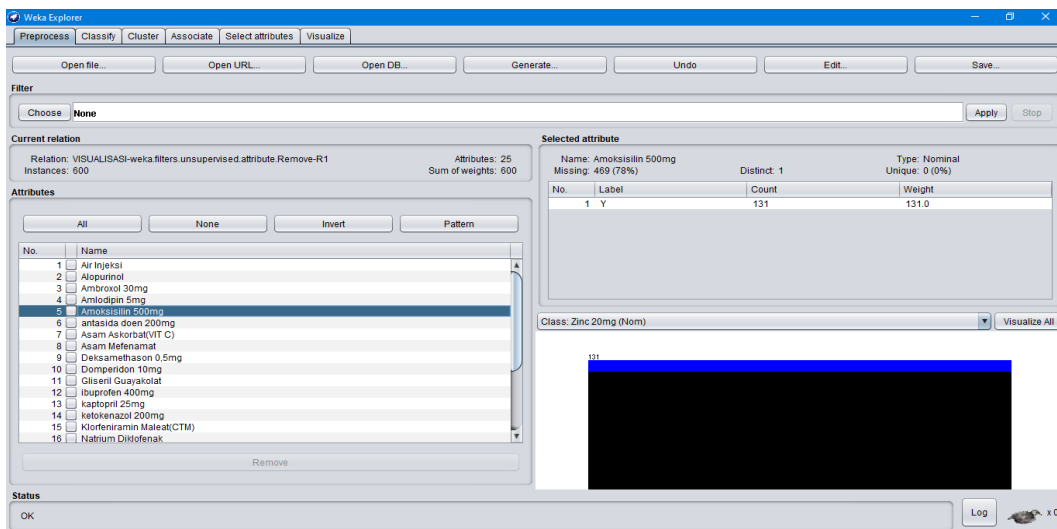 Weka Explorer
Preprocess Classify Cluster Associate Select attributes Visualize
Open file... Open URL... Open DB... Generate... Undo Edit... Save...
Filter
Choose None Apply Stop
Current relation
Relation: VISUALISASI-weka.filters.unsupervised.attribute.Remove-R1 Attributes: 25
Instances: 600 Sum of weights: 600
Attributes
All None Invert Pattern
No. Name
1 Air Injeksi
2 Alopurinol
3 Ambroxol 30mg
4 Amlodipin 5mg
5 Amoksisilin 500mg
6 antasida doen 200mg
7 Asam Askorbat(VIT C)
8 Asam Mefenamat
9 Deksamethason 0,5mg
10 Domperidon 10mg
11 Gliseril Guayakolat
12 ibuprofen 400mg
13 kaptopril 25mg
14 ketokenazol 200mg
15 Klorfeniramin Maleat(CTM)
16 Natrium Diklofenak
Remove
Selected attribute
Name: Amoksisilin 500mg Type: Nominal
Missing: 469 (78%) Distinct: 1 Unique: 0 (0%)
No. Label Count Weight
1 Y 131 131.0
Class: Zinc 20mg (Nom) Visualize All
131
Status
OK
Log x 0